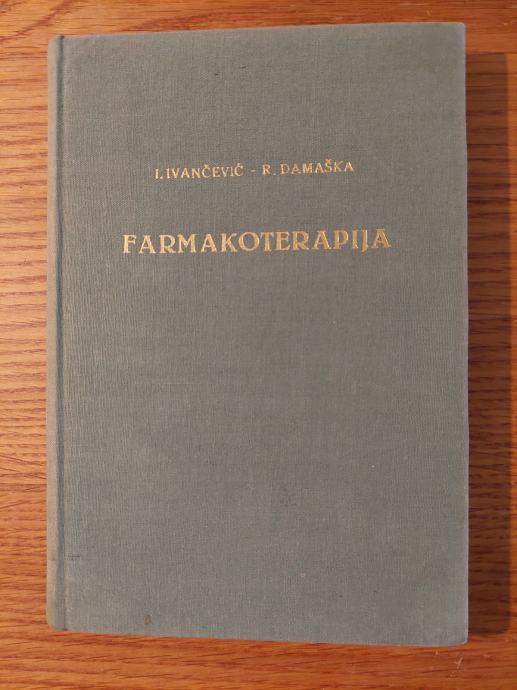 I. IVANČEVIĆ - R. DAMAŠKA
FARMAKOTERAPIJA